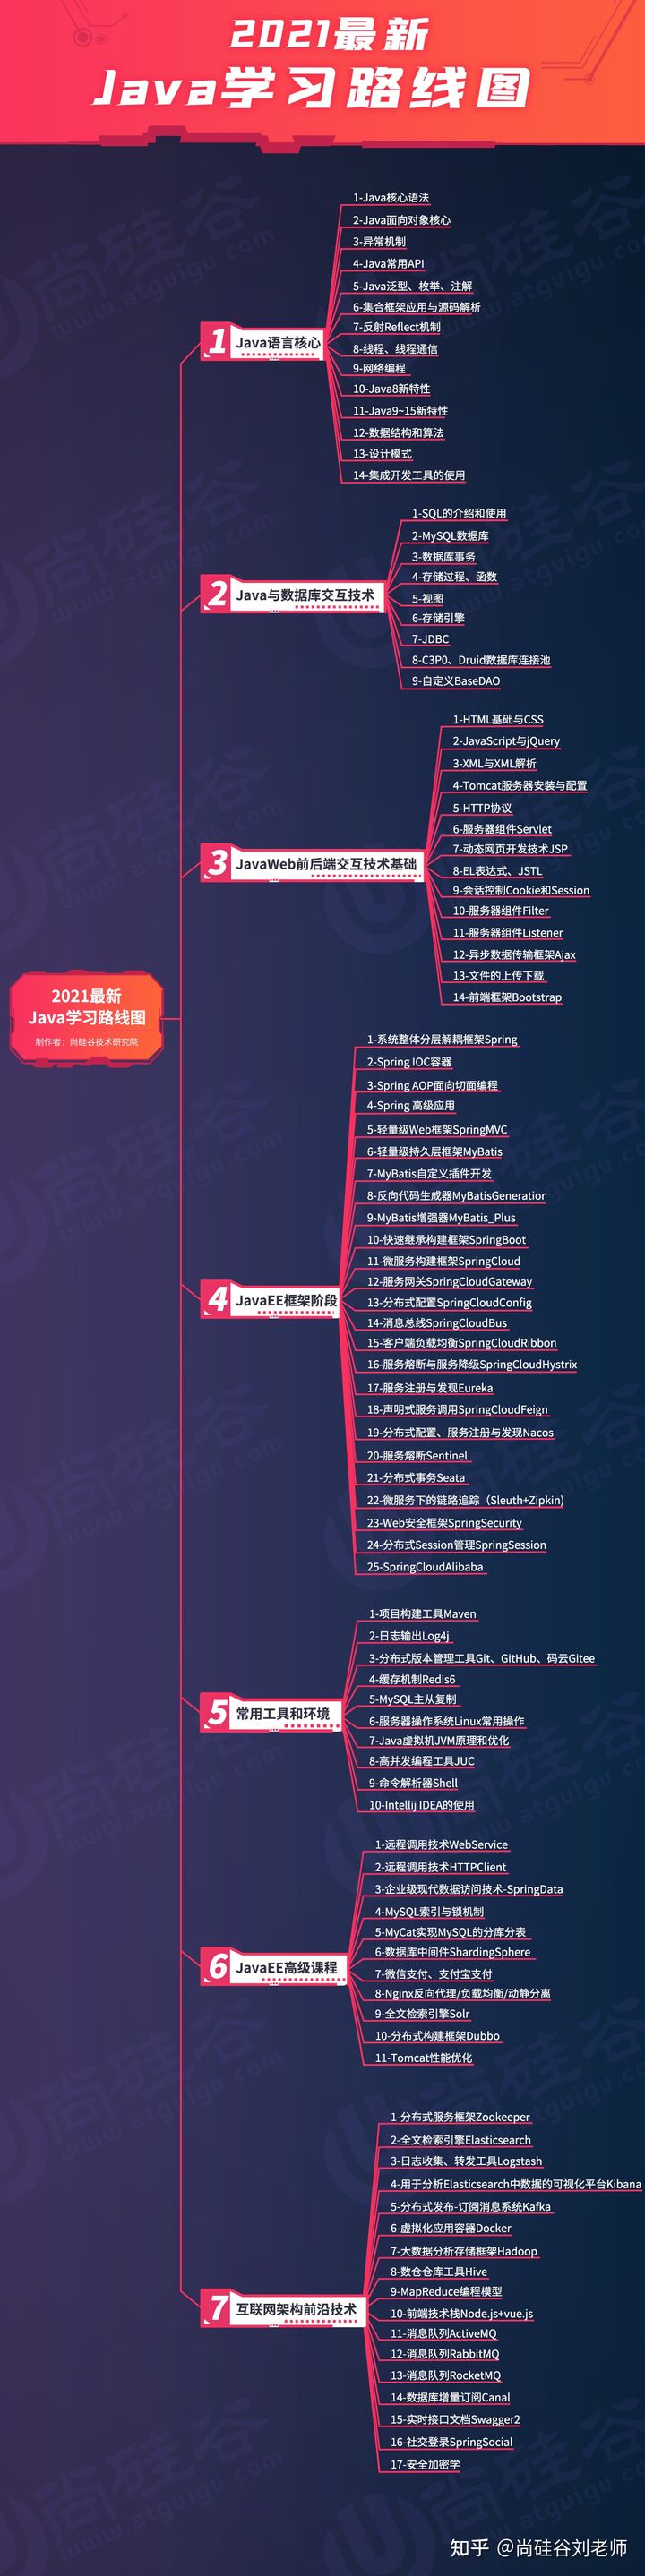 2021最新
Java学习路线图
1-Java核心语法
2-Java面向对象核心
3-异常机制
4-Java常用API
5-Java泛型、枚举、注解
6-集合框架应用与源码解析
7-反射Reflect机制
8-线程、线程通信
9-网络编程
10-Java8新特性
11-Java9~15新特性
12-数据结构和算法
13-设计模式
14-集成开发工具的使用
1 Java语言核心
1-SQL的介绍和使用
2-MySQL数据库
3-数据库事务
4-存储过程、函数
5-视图
6-存储引擎
7-JDBC
8-C3P0、Druid数据库连接池
9-自定义BaseDAO
2 Java与数据库交互技术
1-HTML基础与CSS
2-JavaScript与jQuery
3-XML与XML解析
4-Tomcat服务器安装与配置
5-HTTP协议
6-服务器组件Servlet
7-动态网页开发技术JSP
8-EL表达式、JSTL
9-会话控制Cookie和Session
10-服务器组件Filter
11-服务器组件Listener
12-异步数据传输框架Ajax
13-文件的上传下载
14-前端框架Bootstrap
3 JavaWeb前后端交互技术基础
2021最新
Java学习路线图
制作者：尚硅谷技术研究院
1-系统整体分层解耦框架Spring
2-Spring IOC容器
3-Spring AOP面向切面编程
4-Spring 高级应用
5-轻量级Web框架SpringMVC
6-轻量级持久层框架MyBatis
7-MyBatis自定义插件开发
8-反向代码生成器MyBatisGeneratior
9-MyBatis增强器MyBatis_Plus
10-快速继承构建框架SpringBoot
11-微服务构建框架SpringCloud
12-服务网关SpringCloudGateway
13-分布式配置SpringCloudConfig
14-消息总线SpringCloudBus
15-客户端负载均衡SpringCloudRibbon
16-服务熔断与服务降级SpringCloudHystrix
17-服务注册与发现Eureka
18-声明式服务调用SpringCloudFeign
19-分布式配置、服务注册与发现Nacos
20-服务熔断Sentinel
21-分布式事务Seata
22-微服务下的链路追踪（Sleuth+Zipkin)
23-Web安全框架SpringSecurity
24-分布式Session管理SpringSession
25-SpringCloudAlibaba
4 JavaEE框架阶段
1-项目构建工具Maven
2-日志输出Log4j
3-分布式版本管理工具Git、GitHub、码云Gitee
4-缓存机制Redis6
5-MySQL主从复制
6-服务器操作系统Linux常用操作
7-Java虚拟机JVM原理和优化
8-高并发编程工具JUC
9-命令解析器Shell
10-Intellij IDEA的使用
5 常用工具和环境
1-远程调用技术WebService
2-远程调用技术HTTPClient
3-企业级现代数据访问技术-SpringData
4-MySQL索引与锁机制
5-MyCat实现MySQL的分库分表
6-数据库中间件ShardingSphere
7-微信支付、支付宝支付
8-Nginx反向代理/负载均衡/动静分离
9-全文检索引擎Solr
10-分布式构建框架Dubbo
11-Tomcat性能优化
6 JavaEE高级课程
1-分布式服务框架Zookeeper
2-全文检索引擎Elasticsearch
3-日志收集、转发工具Logstash
4-用于分析Elasticsearch中数据的可视化平台Kibana
5-分布式发布-订阅消息系统Kafka
6-虚拟化应用容器Docker
7-大数据分析存储框架Hadoop
8-数仓仓库工具Hive
9-MapReduce编程模型
10-前端技术栈Node.js+vue.js
11-消息队列ActiveMQ
12-消息队列RabbitMQ
13-消息队列RocketMQ
14-数据库增量订阅Canal
15-实时接口文档Swagger2
16-社交登录SpringSocial
17-安全加密学
7 互联网架构前沿技术
尚硅谷
www.atguigu.com
知乎 @尚硅谷刘老师